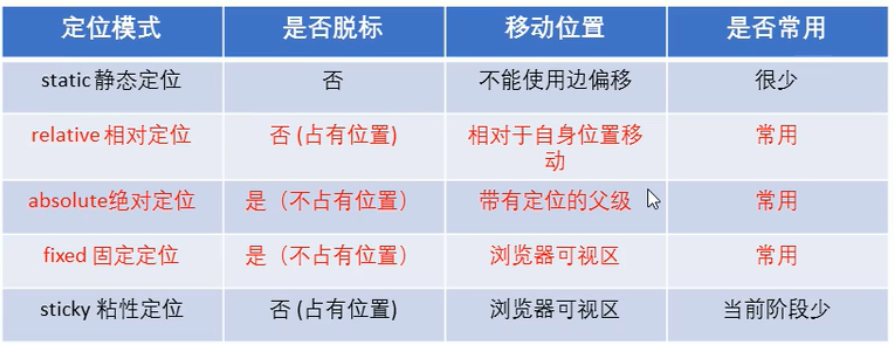 定位模式 是否脱标 移动位置 是否常用
static 静态定位 否 不能使用边偏移 很少
relative 相对定位 否 (占有位置) 相对于自身位置移
动 常用
absolute绝对定位 是（不占有位置） 带有定位的父级 常用
fixed 固定定位 是（不占有位置） 浏览器可视区 常用
sticky 粘性定位 否 (占有位置) 浏览器可视区 当前阶段少